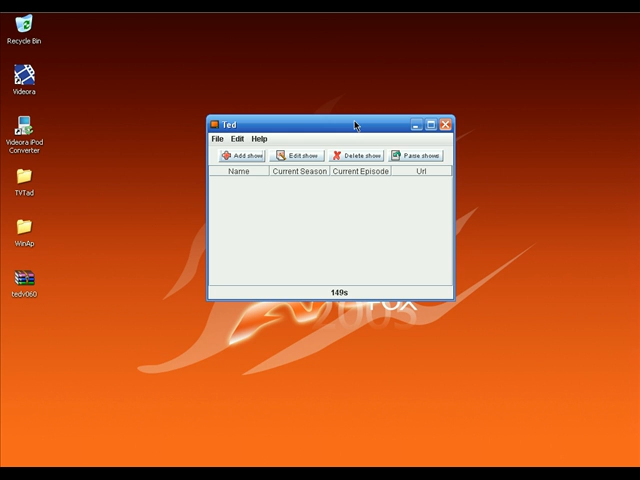 Recycle Bin
Videora
Videora iPod
Converter
TVTad
WinAp
tedv060
Ted
File Edit Help
Add show Edit show Delete show Parse shows
Name Current Season Current Episode Url
149s
2003